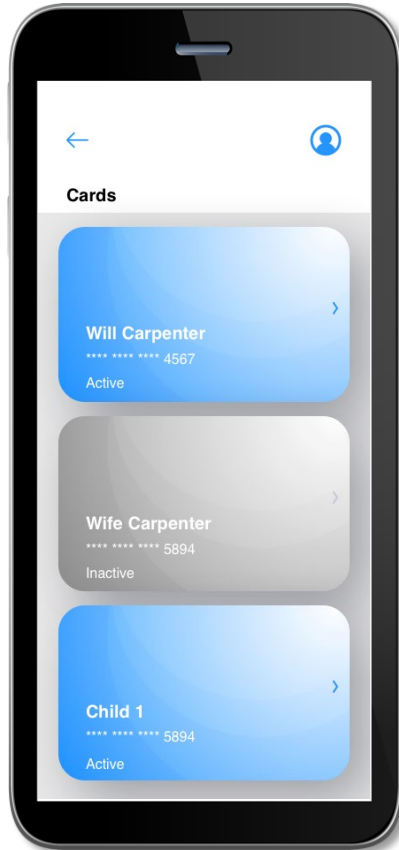 Cards
Will Carpenter
**** **** **** 4567
Active
Wife Carpenter
**** **** **** 5894
Inactive
Child 1
**** **** **** 5894
Active